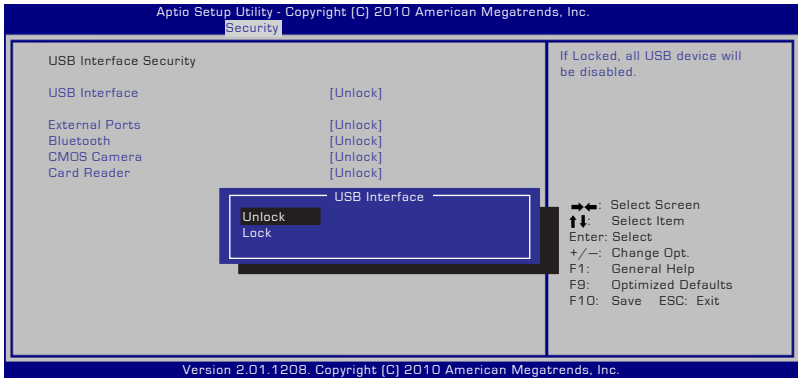 Aptio Setup Utility - Copyright (C) 2010 American Megatrends, Inc.
Security
USB Interface Security
USB Interface [Unlock]
External Ports [Unlock]
Bluetooth [Unlock]
CMOS Camera [Unlock]
Card Reader [Unlock]
USB Interface
Unlock
Lock
If Locked, all USB device will
be disabled.
→←: Select Screen
↑↓: Select Item
Enter: Select
+/—: Change Opt.
F1: General Help
F9: Optimized Defaults
F10: Save ESC: Exit
Version 2.01.1208. Copyright (C) 2010 American Megatrends, Inc.